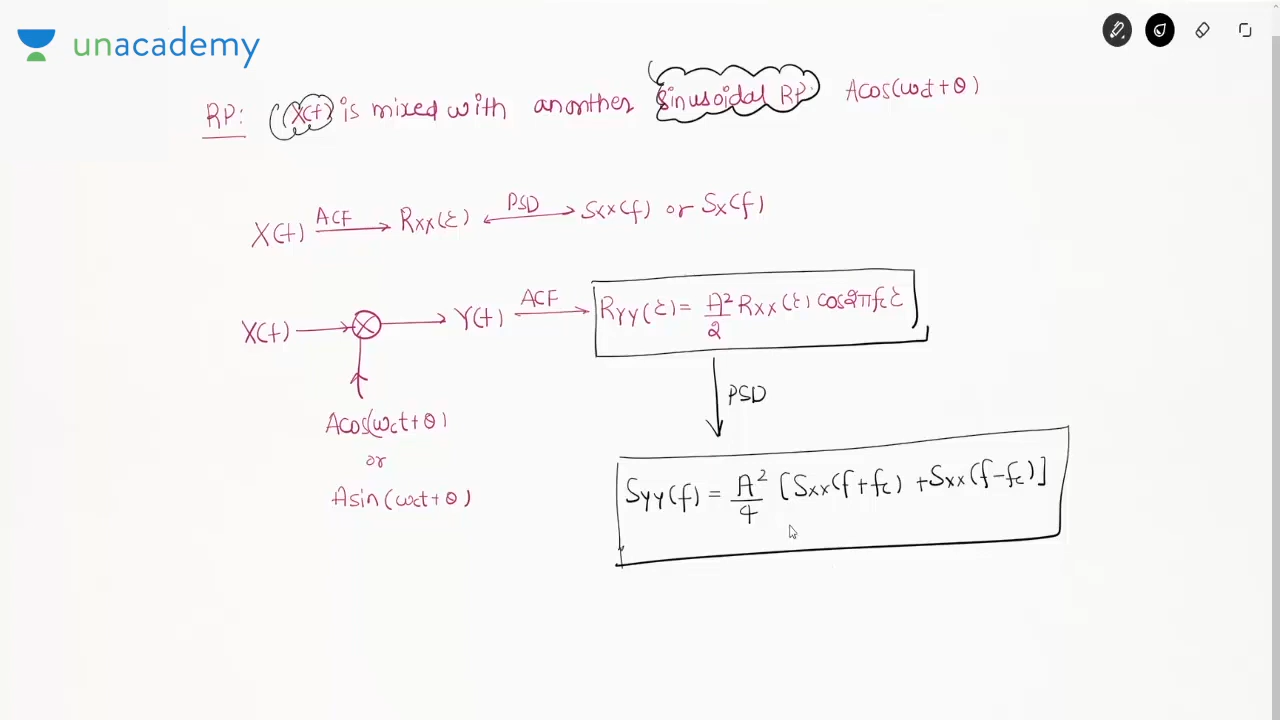 unacademy
RP: X(t) is mixed with anonther sinusoidal RP: Acos(ωct+θ)
X(t) ACF Rxx(τ) PSD Sxx(f) or Sx(f)
X(t) ⊗ Y(t) ACF Ryy(τ) = A²/2 Rxx(τ) cos2πfcτ
PSD
Acos(ωct+θ)
or
Asin(ωct+θ)
Syy(f) = A²/4 [Sxx(f+fc) + Sxx(f-fc)]